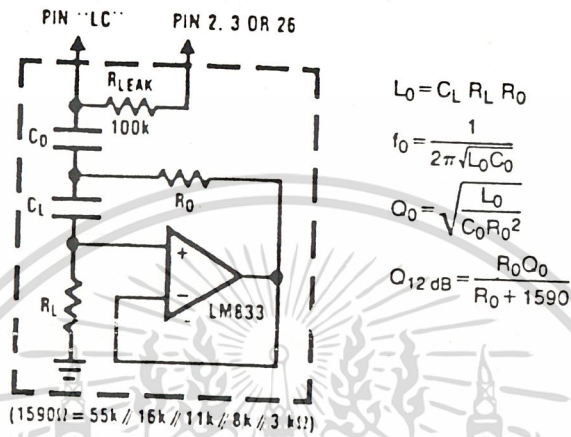 PIN "LC"
PIN 2. 3 OR 26
RLEAK
100k
C0
CL
R0
RL
+
−
LM833
(1590Ω = 55k // 16k // 11k // 8k // 3 kΩ)
L0 = CL RL R0
f0 = 1 / 2π√L0C0
Q0 = √L0 / C0R0²
Q12 dB = R0Q0 / R0 + 1590